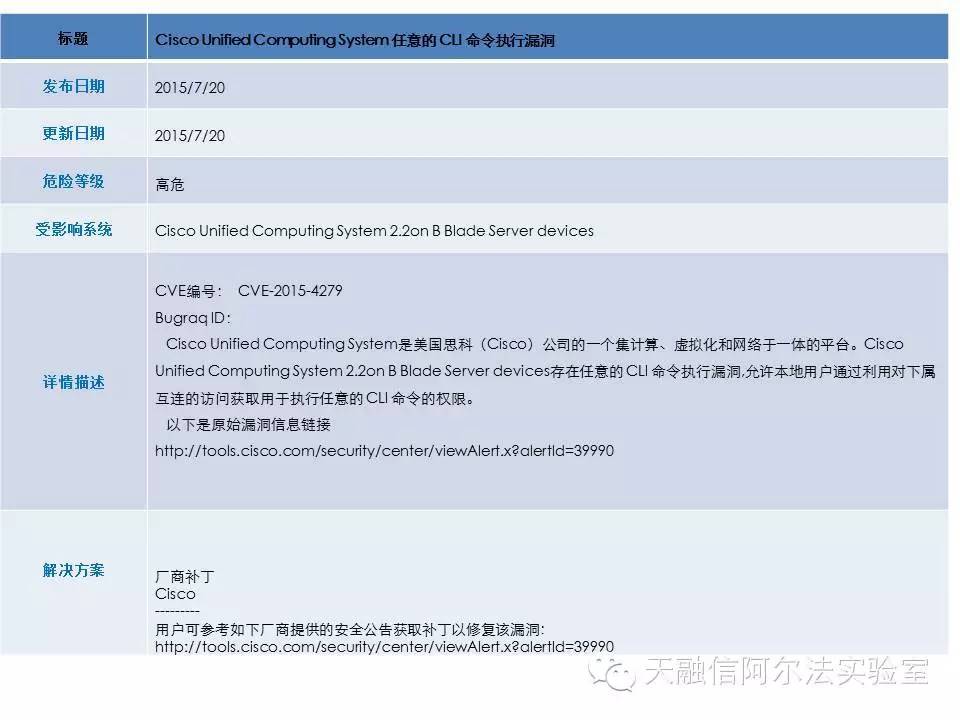 标题
Cisco Unified Computing System 任意的 CLI 命令执行漏洞
发布日期
2015/7/20
更新日期
2015/7/20
危险等级
高危
受影响系统
Cisco Unified Computing System 2.2on B Blade Server devices
详情描述
CVE编号： CVE-2015-4279
Bugraq ID：
Cisco Unified Computing System是美国思科（Cisco）公司的一个集计算、虚拟化和网络于一体的平台。Cisco
Unified Computing System 2.2on B Blade Server devices存在任意的 CLI 命令执行漏洞,允许本地用户通过利用对下属
互连的访问获取用于执行任意的 CLI 命令的权限。
以下是原始漏洞信息链接
http://tools.cisco.com/security/center/viewAlert.x?alertId=39990
解决方案
厂商补丁
Cisco
---------
用户可参考如下厂商提供的安全公告获取补丁以修复该漏洞：
http://tools.cisco.com/security/center/viewAlert.x?alertId=39990
天融信阿尔法实验室